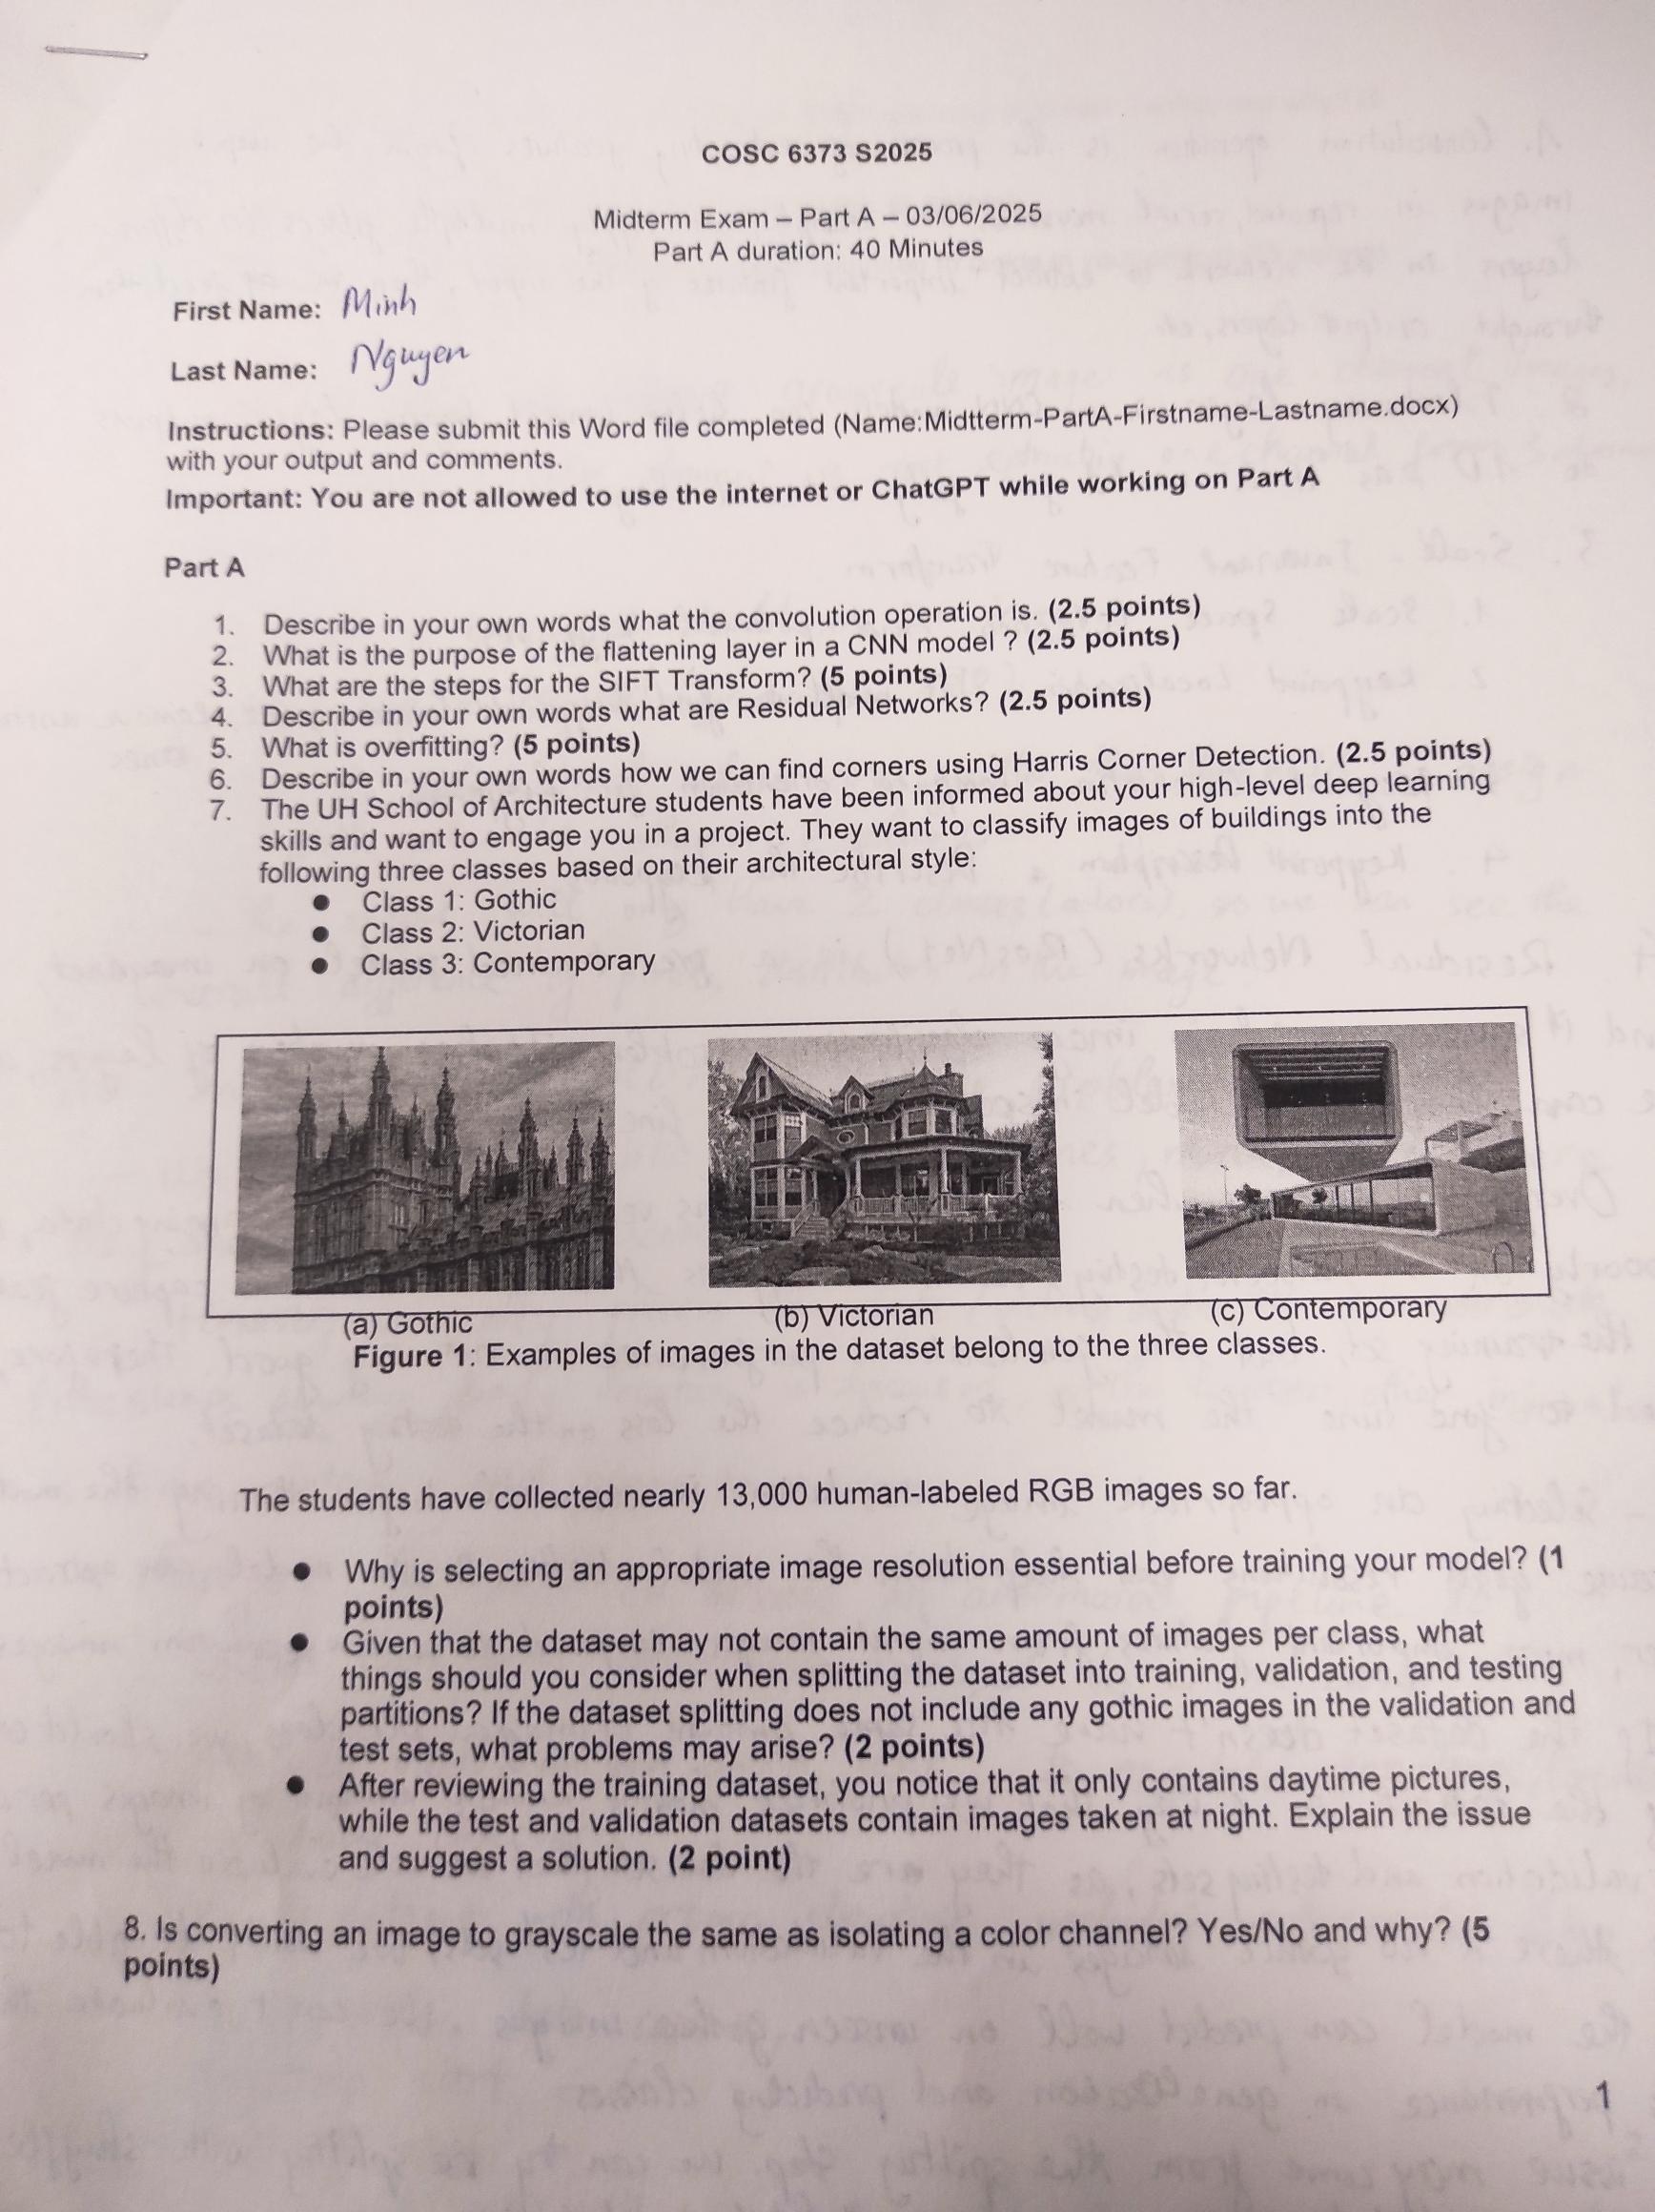 COSC 6373 S2025
Midterm Exam – Part A – 03/06/2025
Part A duration: 40 Minutes
First Name: Minh
Last Name: Nguyen
Instructions: Please submit this Word file completed (Name:Midtterm-PartA-Firstname-Lastname.docx)
with your output and comments.
Important: You are not allowed to use the internet or ChatGPT while working on Part A
Part A
1. Describe in your own words what the convolution operation is. (2.5 points)
2. What is the purpose of the flattening layer in a CNN model ? (2.5 points)
3. What are the steps for the SIFT Transform? (5 points)
4. Describe in your own words what are Residual Networks? (2.5 points)
5. What is overfitting? (5 points)
6. Describe in your own words how we can find corners using Harris Corner Detection. (2.5 points)
7. The UH School of Architecture students have been informed about your high-level deep learning
skills and want to engage you in a project. They want to classify images of buildings into the
following three classes based on their architectural style:
● Class 1: Gothic
● Class 2: Victorian
● Class 3: Contemporary
(a) Gothic (b) Victorian (c) Contemporary
Figure 1: Examples of images in the dataset belong to the three classes.
The students have collected nearly 13,000 human-labeled RGB images so far.
● Why is selecting an appropriate image resolution essential before training your model? (1
points)
● Given that the dataset may not contain the same amount of images per class, what
things should you consider when splitting the dataset into training, validation, and testing
partitions? If the dataset splitting does not include any gothic images in the validation and
test sets, what problems may arise? (2 points)
● After reviewing the training dataset, you notice that it only contains daytime pictures,
while the test and validation datasets contain images taken at night. Explain the issue
and suggest a solution. (2 point)
8. Is converting an image to grayscale the same as isolating a color channel? Yes/No and why? (5
points)
1